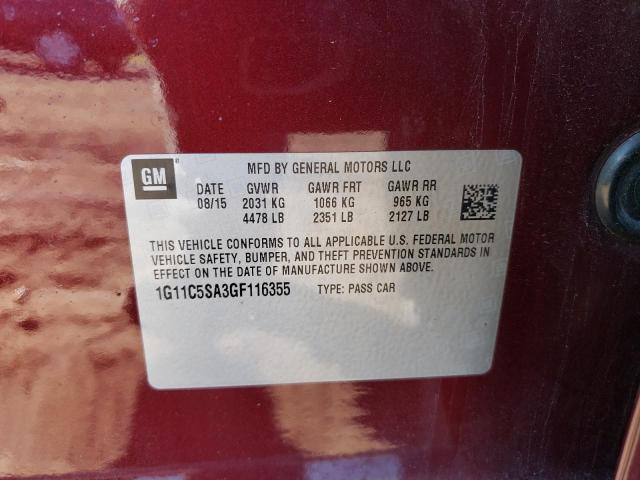 GM
MFD BY GENERAL MOTORS LLC
DATE GVWR GAWR FRT GAWR RR
08/15 2031 KG 1066 KG 965 KG
4478 LB 2351 LB 2127 LB
THIS VEHICLE CONFORMS TO ALL APPLICABLE U.S. FEDERAL MOTOR
VEHICLE SAFETY, BUMPER, AND THEFT PREVENTION STANDARDS IN
EFFECT ON THE DATE OF MANUFACTURE SHOWN ABOVE.
1G11C5SA3GF116355 TYPE: PASS CAR